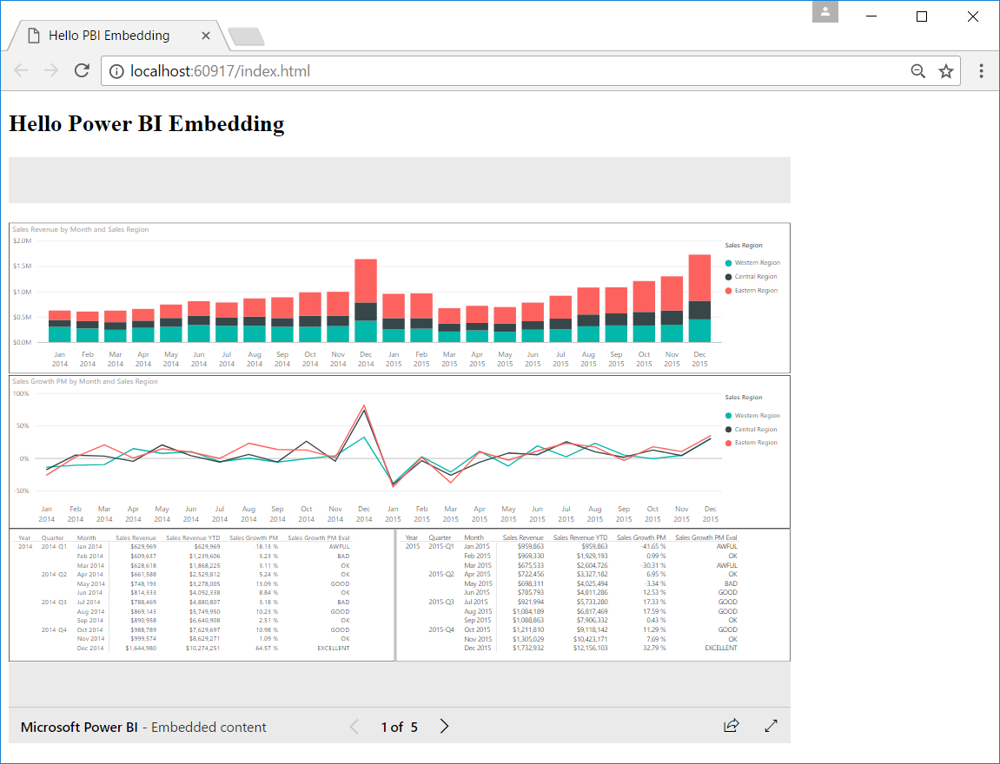 Hello PBI Embedding
localhost:60917/index.html
Hello Power BI Embedding
Sales Revenue by Month and Sales Region
$2.0M
$1.5M
$1.0M
$0.5M
$0.0M
Jan Feb Mar Apr May Jun Jul Aug Sep Oct Nov Dec Jan Feb Mar Apr May Jun Jul Aug Sep Oct Nov Dec
2014 2014 2014 2014 2014 2014 2014 2014 2014 2014 2014 2014 2015 2015 2015 2015 2015 2015 2015 2015 2015 2015 2015 2015
Sales Region
Western Region
Central Region
Eastern Region
Sales Growth PM by Month and Sales Region
100%
50%
0%
-50%
Jan Feb Mar Apr May Jun Jul Aug Sep Oct Nov Dec Jan Feb Mar Apr May Jun Jul Aug Sep Oct Nov Dec
2014 2014 2014 2014 2014 2014 2014 2014 2014 2014 2014 2014 2015 2015 2015 2015 2015 2015 2015 2015 2015 2015 2015 2015
Sales Region
Western Region
Central Region
Eastern Region
Year Quarter Month Sales Revenue Sales Revenue YTD Sales Growth PM Sales Growth PM Eval
2014 2014 Q1 Jan 2014 $629,969 $629,969 -18.13 % AWFUL
Feb 2014 $609,637 $1,239,606 -3.23 % BAD
Mar 2014 $628,618 $1,868,225 3.11 % OK
2014 Q2 Apr 2014 $661,588 $2,529,812 5.24 % OK
May 2014 $748,193 $3,278,005 13.09 % GOOD
Jun 2014 $814,333 $4,092,338 8.84 % OK
2014 Q3 Jul 2014 $788,469 $4,880,807 -3.18 % BAD
Aug 2014 $869,143 $5,749,950 10.23 % GOOD
Sep 2014 $890,958 $6,640,908 2.51 % OK
2014 Q4 Oct 2014 $988,789 $7,629,697 10.98 % GOOD
Nov 2014 $999,574 $8,629,271 1.09 % OK
Dec 2014 $1,644,980 $10,274,251 64.57 % EXCELLENT
Year Quarter Month Sales Revenue Sales Revenue YTD Sales Growth PM Sales Growth PM Eval
2015 2015-Q1 Jan 2015 $959,863 $959,863 -41.65 % AWFUL
Feb 2015 $969,330 $1,929,193 0.99 % OK
Mar 2015 $675,533 $2,604,726 -30.31 % AWFUL
2015-Q2 Apr 2015 $722,456 $3,327,182 6.95 % OK
May 2015 $698,311 $4,025,494 -3.34 % BAD
Jun 2015 $785,793 $4,811,286 12.53 % GOOD
2015-Q3 Jul 2015 $921,994 $5,733,280 17.33 % GOOD
Aug 2015 $1,084,189 $6,817,469 17.59 % GOOD
Sep 2015 $1,088,863 $7,906,332 0.43 % OK
2015-Q4 Oct 2015 $1,211,810 $9,118,142 11.29 % GOOD
Nov 2015 $1,305,029 $10,423,171 7.69 % OK
Dec 2015 $1,732,932 $12,156,103 32.79 % EXCELLENT
Microsoft Power BI - Embedded content
1 of 5